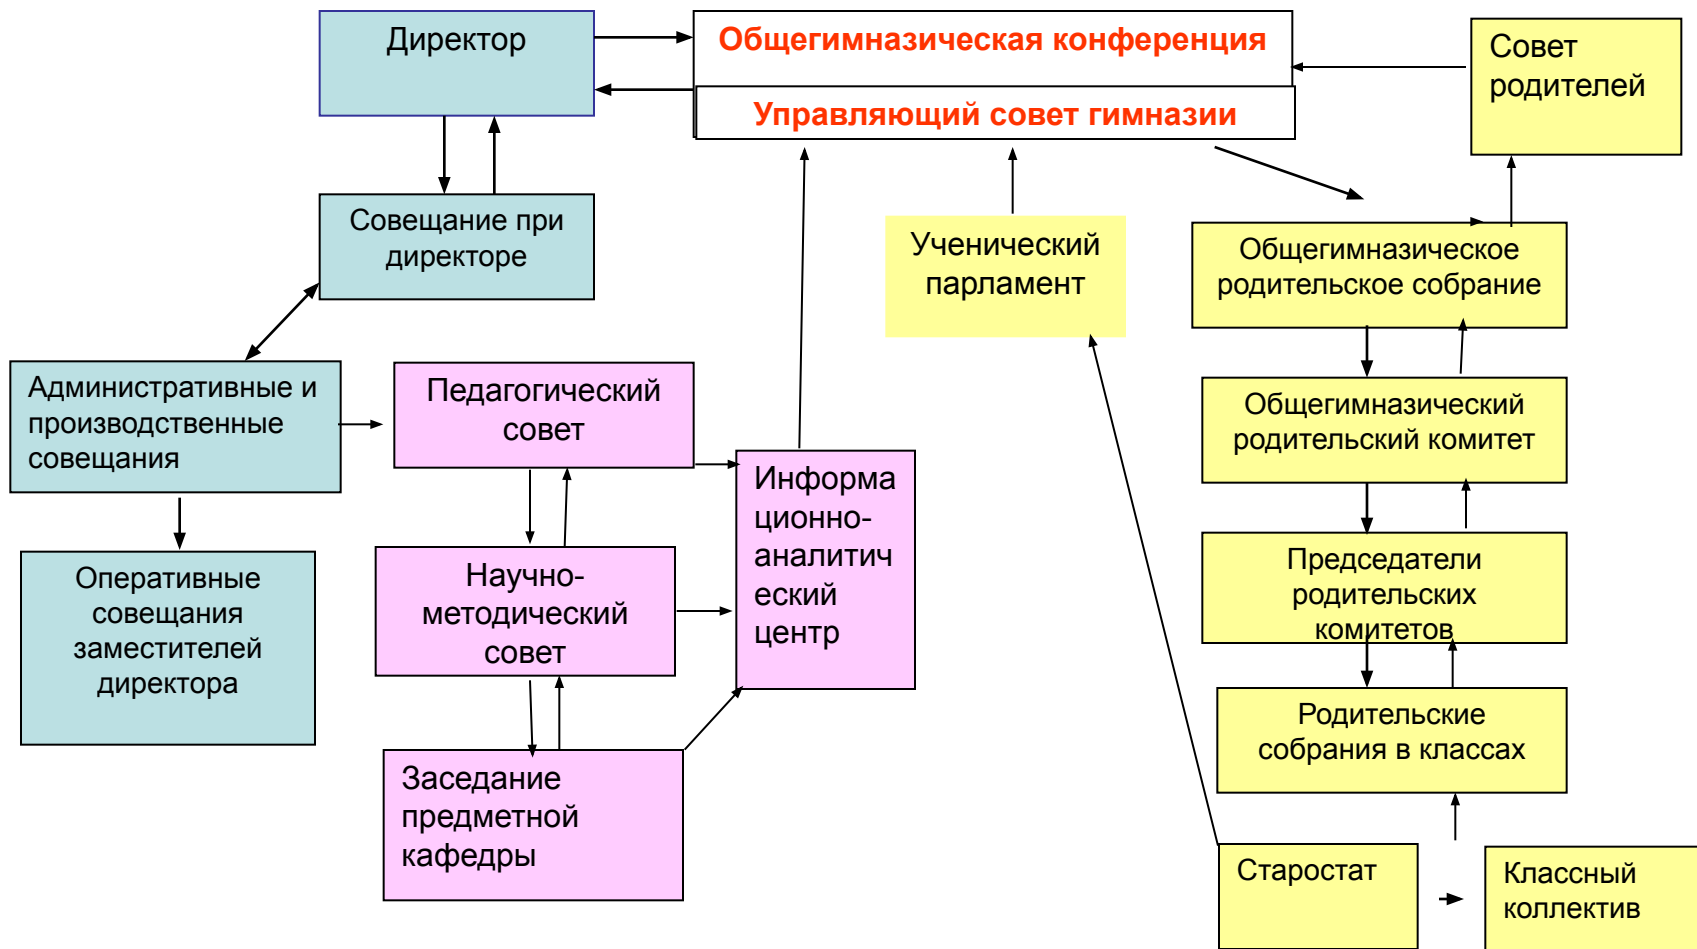 Директор
Общегимназическая конференция
Управляющий совет гимназии
Совет
родителей
Совещание при
директоре
Ученический
парламент
Общегимназическое
родительское собрание
Административные и
производственные
совещания
Педагогический
совет
Общегимназический
родительский комитет
Информа
ционно-
аналитич
еский
центр
Оперативные
совещания
заместителей
директора
Научно-
методический
совет
Председатели
родительских
комитетов
Родительские
собрания в классах
Заседание
предметной
кафедры
Старостат
Классный
коллектив